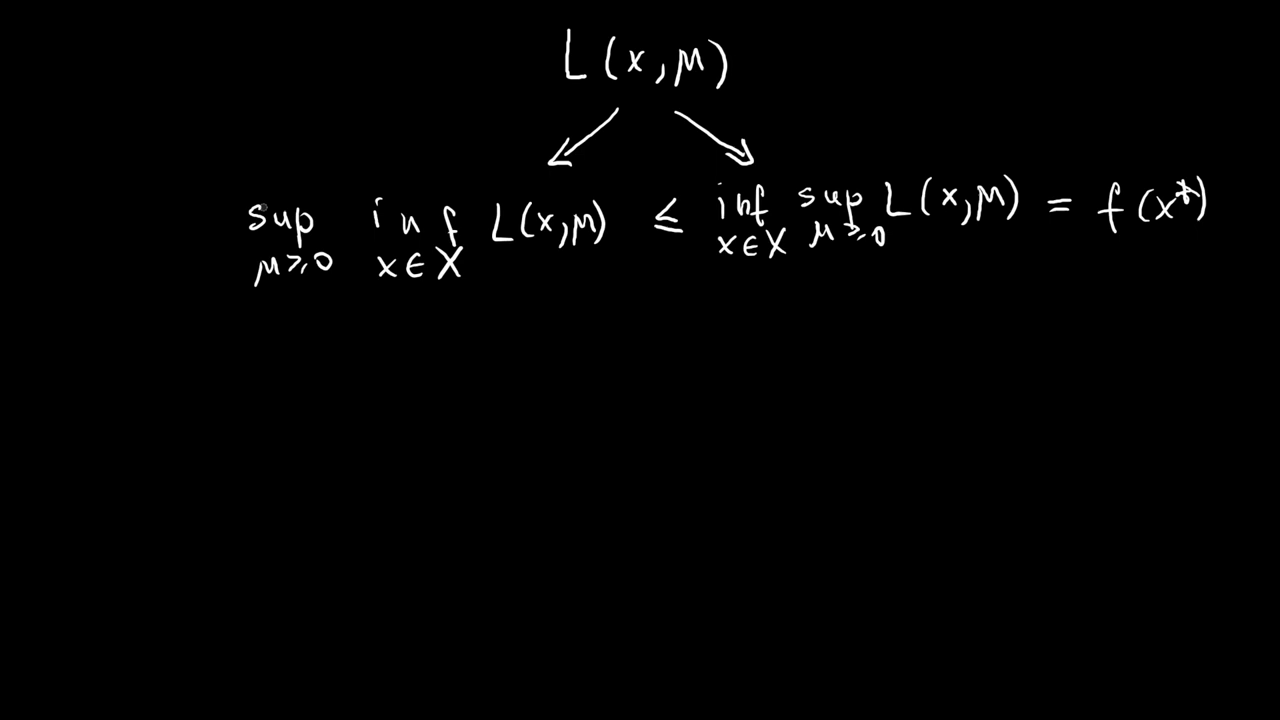 L(x,μ)
sup inf L(x,μ) ≤ inf sup L(x,μ) = f(x*)
μ⩾0 x∈X x∈X μ⩾0